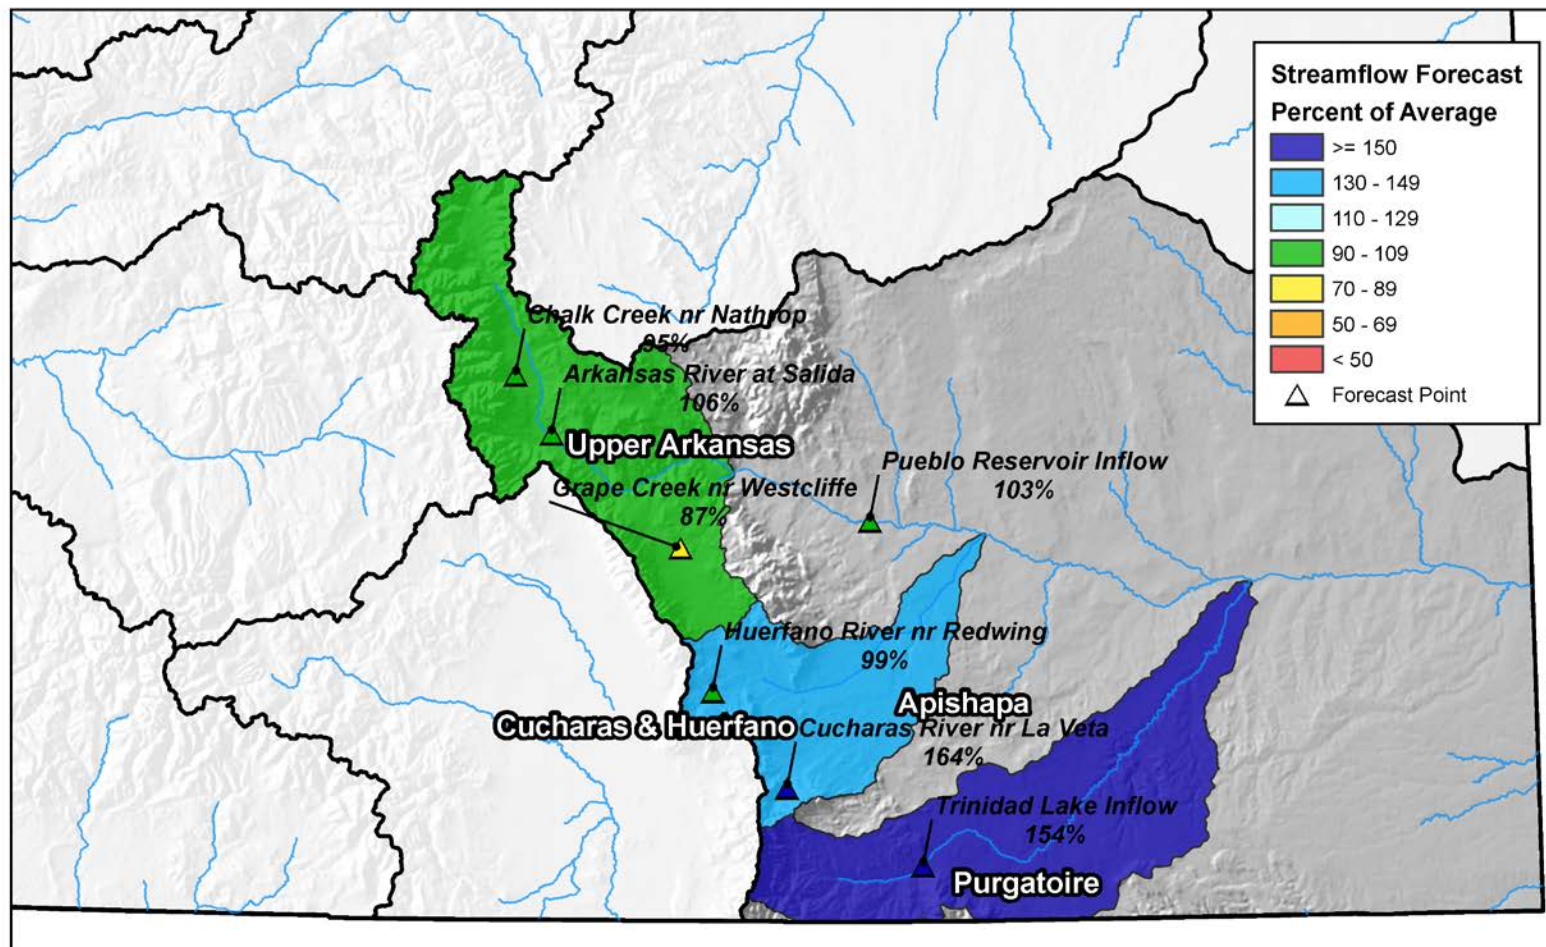 Streamflow Forecast
Percent of Average
>= 150
130 - 149
110 - 129
90 - 109
70 - 89
50 - 69
< 50
Forecast Point
Chalk Creek nr Nathrop
95%
Arkansas River at Salida
106%
Upper Arkansas
Pueblo Reservoir Inflow
103%
Grape Creek nr Westcliffe
87%
Huerfano River nr Redwing
99%
Apishapa
Cucharas & Huerfano
Cucharas River nr La Veta
164%
Trinidad Lake Inflow
154%
Purgatoire